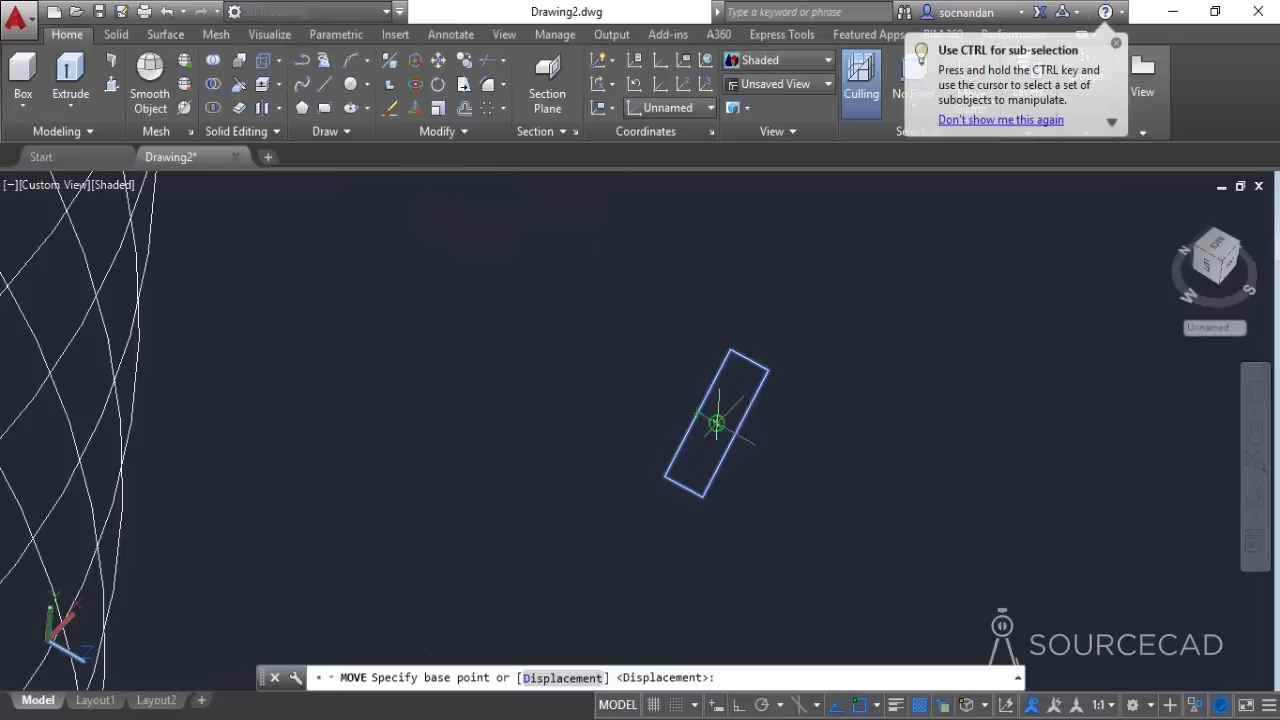 Drawing2.dwg
Type a keyword or phrase
socnandan
Home
Solid
Surface
Mesh
Visualize
Parametric
Insert
Annotate
View
Manage
Output
Add-ins
A360
Express Tools
Featured Apps
Use CTRL for sub-selection
Press and hold the CTRL key and
use the cursor to select a set of
subobjects to manipulate.
Don't show me this again
Box
Extrude
Smooth
Object
Section
Plane
Shaded
Unsaved View
Unnamed
Culling
No Filter
Move
View
Modeling
Mesh
Solid Editing
Draw
Modify
Section
Coordinates
View
Start
Drawing2*
[−][Custom View][Shaded]
BACK
N
W
S
Unnamed
Y
X
Z
SOURCECAD
MOVE Specify base point or [Displacement] <Displacement>:
Model
Layout1
Layout2
MODEL
1:1